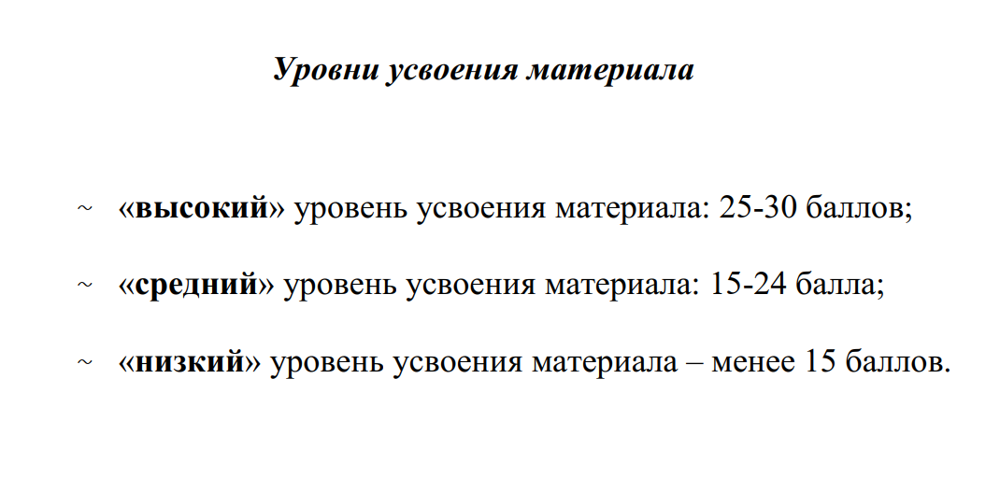 Уровни усвоения материала
~ «высокий» уровень усвоения материала: 25-30 баллов;
~ «средний» уровень усвоения материала: 15-24 балла;
~ «низкий» уровень усвоения материала – менее 15 баллов.